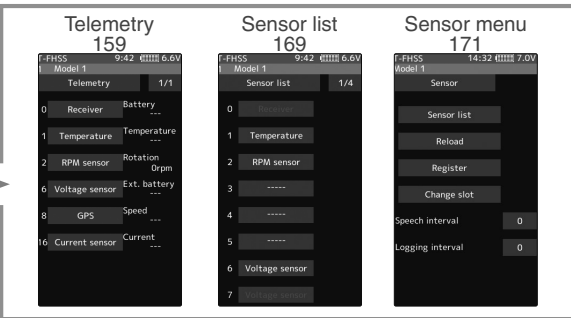 Telemetry
159
T-FHSS 9:42 6.6V
1 Model 1
Telemetry 1/1
0 Receiver Battery
---
1 Temperature Temperature
---
2 RPM sensor Rotation
0rpm
6 Voltage sensor Ext. battery
---
8 GPS Speed
---
16 Current sensor Current
---
Sensor list
169
T-FHSS 9:42 6.6V
1 Model 1
Sensor list 1/4
0 Receiver
1 Temperature
2 RPM sensor
3 -----
4 -----
5 -----
6 Voltage sensor
7 Voltage sensor
Sensor menu
171
T-FHSS 14:32 7.0V
Model 1
Sensor
Sensor list
Reload
Register
Change slot
Speech interval 0
Logging interval 0